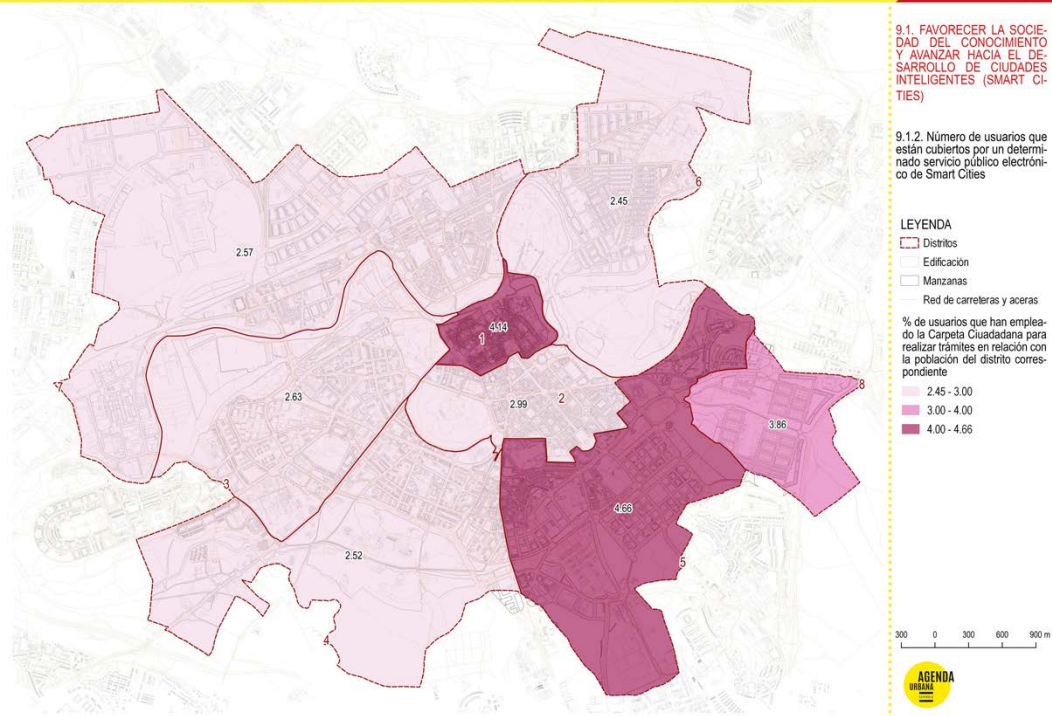 9.1. FAVORECER LA SOCIE-
DAD DEL CONOCIMIENTO
Y AVANZAR HACIA EL DE-
SARROLLO DE CIUDADES
INTELIGENTES (SMART CI-
TIES)
9.1.2. Número de usuarios que
están cubiertos por un determi-
nado servicio público electróni-
co de Smart Cities
LEYENDA
Distritos
Edificación
Manzanas
Red de carreteras y aceras
% de usuarios que han emplea-
do la Carpeta Ciuadadana para
realizar trámites en relación con
la población del distrito corres-
pondiente
2.45 - 3.00
3.00 - 4.00
4.00 - 4.66
300 0 300 600 900 m
AGENDA
URBANA
6
2.45
2.57
4.14
1
7
8
2.63
2.99
2
3.86
3
4.66
2.52
5
4